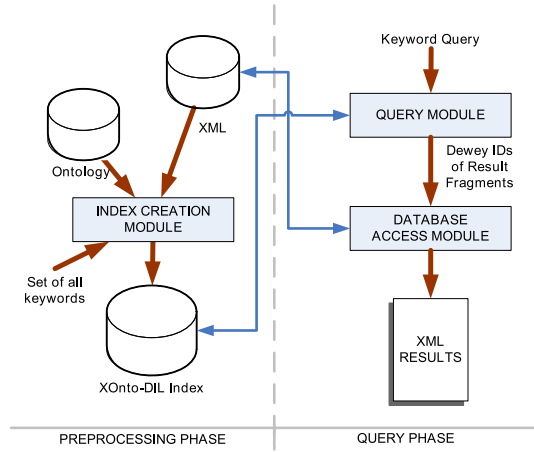 XML
Ontology
INDEX CREATION
MODULE
Set of all
keywords
XOnto-DIL Index
PREPROCESSING PHASE
Keyword Query
QUERY MODULE
Dewey IDs
of Result
Fragments
DATABASE
ACCESS MODULE
XML
RESULTS
QUERY PHASE